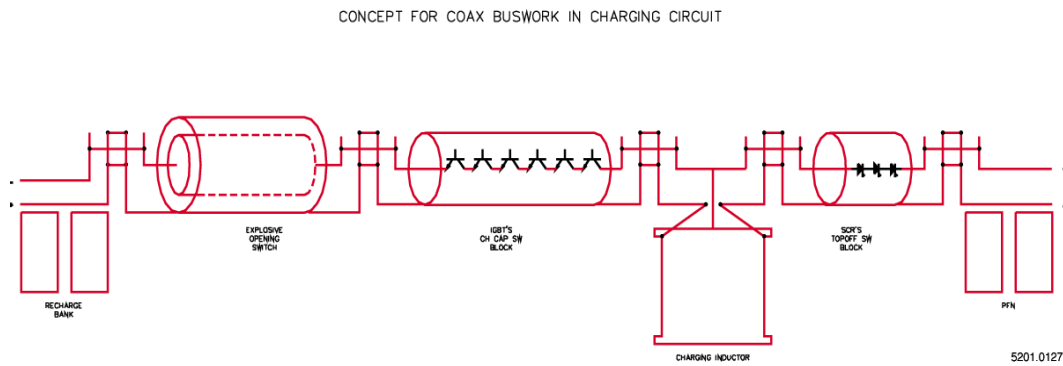 CONCEPT FOR COAX BUSWORK IN CHARGING CIRCUIT
EXPLOSIVE
OPENING
SWITCH
IGBT'S
CH CAP SW
BLOCK
SCR'S
TOPOFF SW
BLOCK
RECHARGE
BANK
PFN
CHARGING INDUCTOR
5201.0127